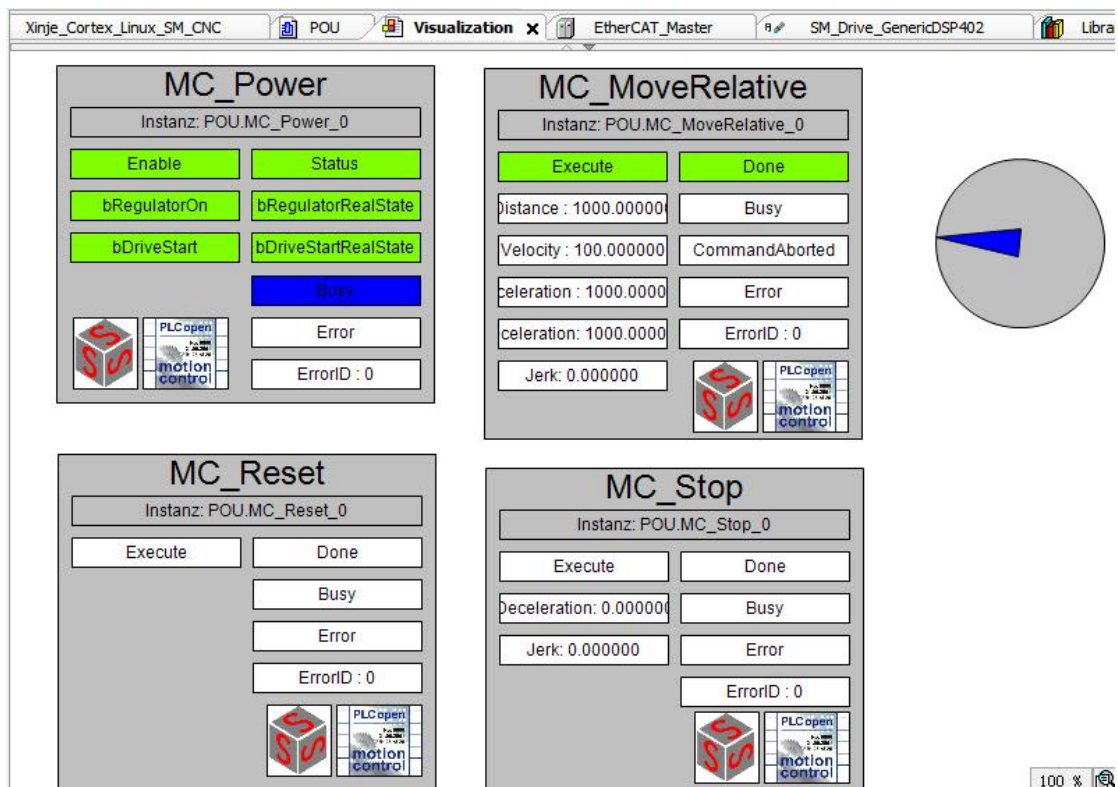 Xinje_Cortex_Linux_SM_CNC
POU
Visualization
EtherCAT_Master
SM_Drive_GenericDSP402
Libra
MC_Power
Instanz: POU.MC_Power_0
Enable
Status
bRegulatorOn
bRegulatorRealState
bDriveStart
bDriveStartRealState
Busy
Error
ErrorID : 0
PLCopen
motion
control
MC_MoveRelative
Instanz: POU.MC_MoveRelative_0
Execute
Done
Distance : 1000.000000
Busy
Velocity : 100.000000
CommandAborted
celeration : 1000.0000
Error
celeration: 1000.0000
ErrorID : 0
Jerk: 0.000000
PLCopen
motion
control
MC_Reset
Instanz: POU.MC_Reset_0
Execute
Done
Busy
Error
ErrorID : 0
PLCopen
motion
control
MC_Stop
Instanz: POU.MC_Stop_0
Execute
Done
Deceleration: 0.000000
Busy
Jerk: 0.000000
Error
ErrorID : 0
PLCopen
motion
control
100 %